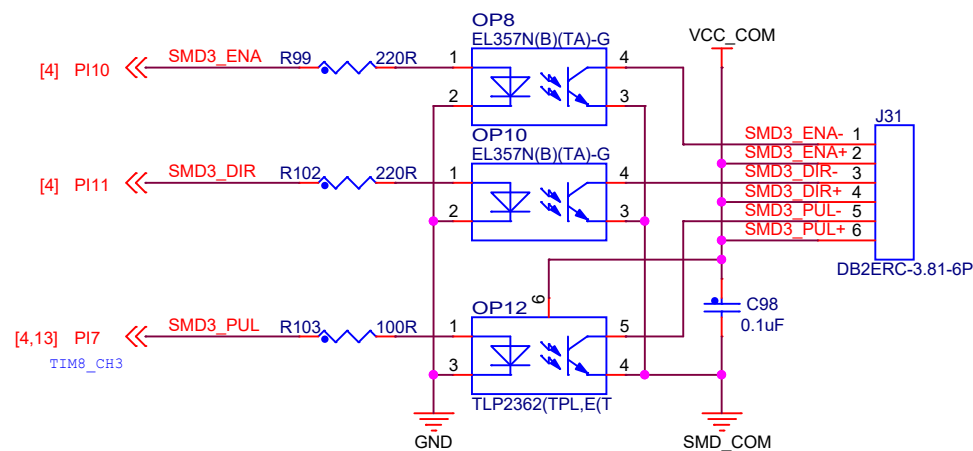 OP8
EL357N(B)(TA)-G
VCC_COM
[4] PI10 SMD3_ENA R99 220R 1 4
2 3
J31
SMD3_ENA- 1
SMD3_ENA+ 2
SMD3_DIR- 3
SMD3_DIR+ 4
SMD3_PUL- 5
SMD3_PUL+ 6
DB2ERC-3.81-6P
OP10
EL357N(B)(TA)-G
[4] PI11 SMD3_DIR R102 220R 1 4
2 3
C98
0.1uF
OP12
6
[4,13] PI7 SMD3_PUL R103 100R 1 5
TIM8_CH3
3 4
TLP2362(TPL,E(T
GND
SMD_COM